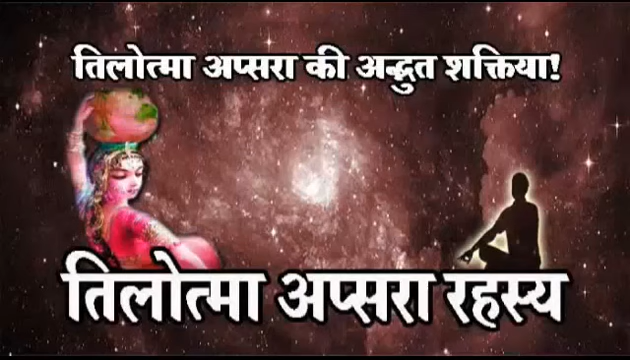 तिलोत्मा अप्सरा की अद्भुत शक्तिया!
तिलोत्मा अप्सरा रहस्य